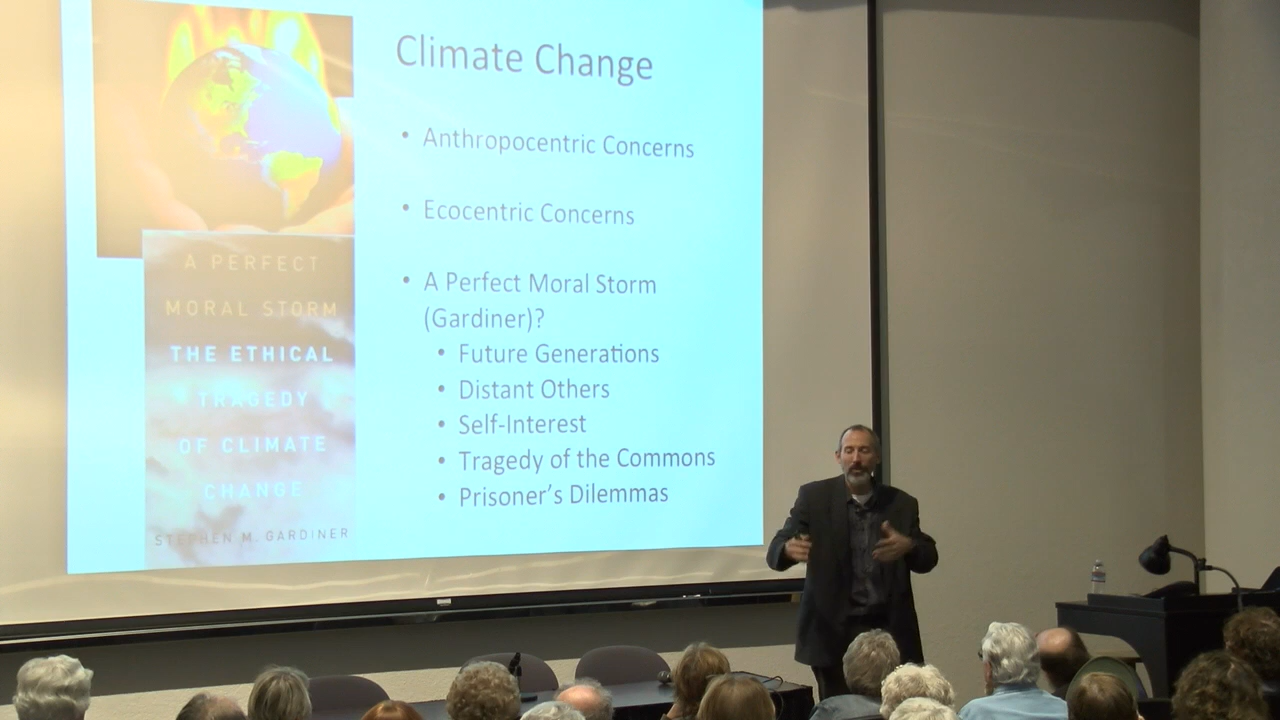 Climate Change
• Anthropocentric Concerns
• Ecocentric Concerns
• A Perfect Moral Storm
(Gardiner)?
• Future Generations
• Distant Others
• Self-Interest
• Tragedy of the Commons
• Prisoner's Dilemmas
A PERFECT
MORAL STORM
THE ETHICAL
TRAGEDY
OF CLIMATE
CHANGE
STEPHEN M. GARDINER